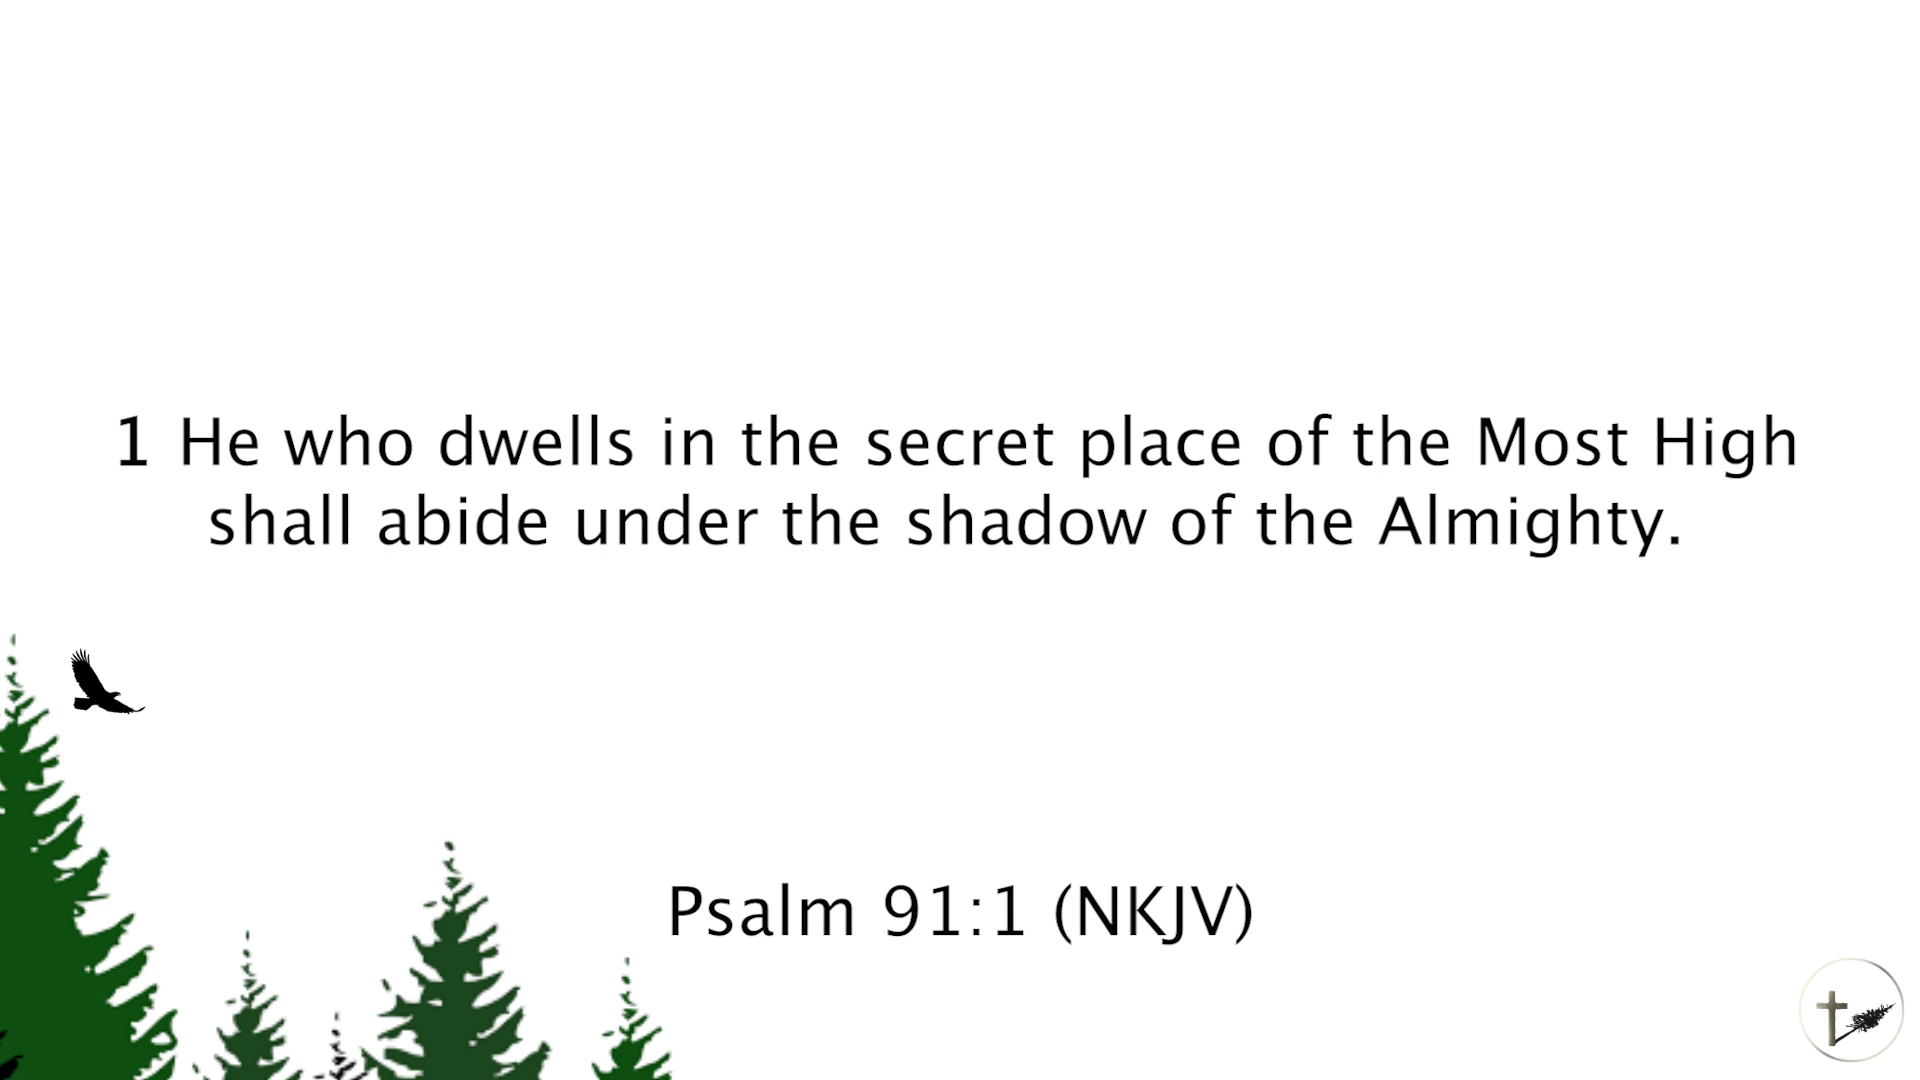 1 He who dwells in the secret place of the Most High
shall abide under the shadow of the Almighty.
Psalm 91:1 (NKJV)